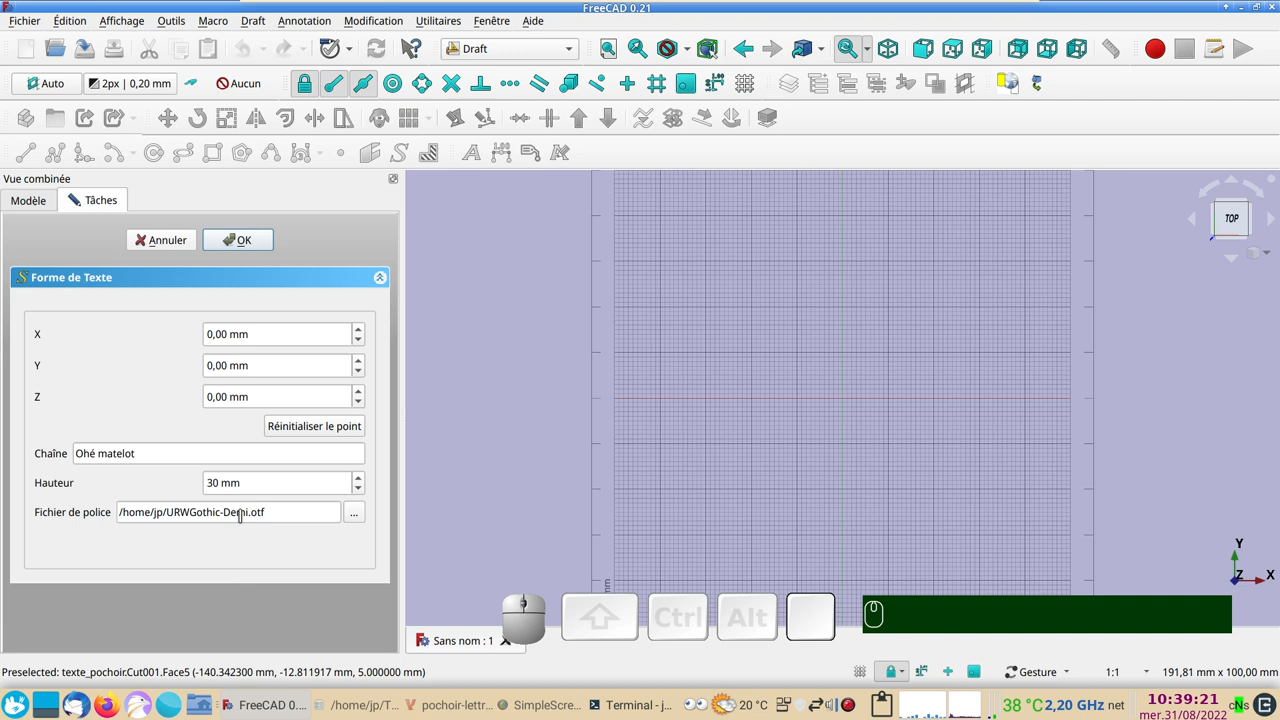 FreeCAD 0.21
Fichier Édition Affichage Outils Macro Draft Annotation Modification Utilitaires Fenêtre Aide
Draft
Auto 2px | 0,20 mm Aucun
Vue combinée
Modèle Tâches
Annuler OK
Forme de Texte
X 0,00 mm
Y 0,00 mm
Z 0,00 mm
Réinitialiser le point
Chaîne Ohé matelot
Hauteur 30 mm
Fichier de police /home/jp/URWGothic-Demi.otf ...
TOP
Y
Z X
mm
Ctrl Alt
Sans nom : 1
Preselected: texte_pochoir.Cut001.Face5 (-140.342300 mm, -12.811917 mm, 5.000000 mm) Gesture 1:1 191,81 mm x 100,00 mm
FreeCAD 0.... /home/jp/T... pochoir-lettr... SimpleScre... Terminal - j... 20 °C 38 °C 2,20 GHz net 10:39:21
mer.31/08/2022
cNs